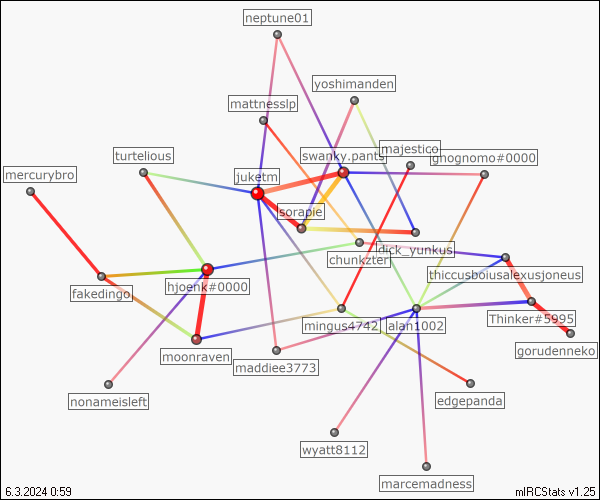 neptune01
yoshimanden
mattnesslp
majestico
turtelious
swanky.pants
gnognomo#0000
mercurybro
juketm
sorapie
dick_yunkus
chunkzter
thiccusboiusalexusjoneus
fakedingo
hjoenk#0000
mingus4742
alan1002
Thinker#5995
moonraven
maddiee3773
gorudenneko
nonameisleft
edgepanda
wyatt8112
marcemadness
6.3.2024 0:59
mIRCStats v1.25